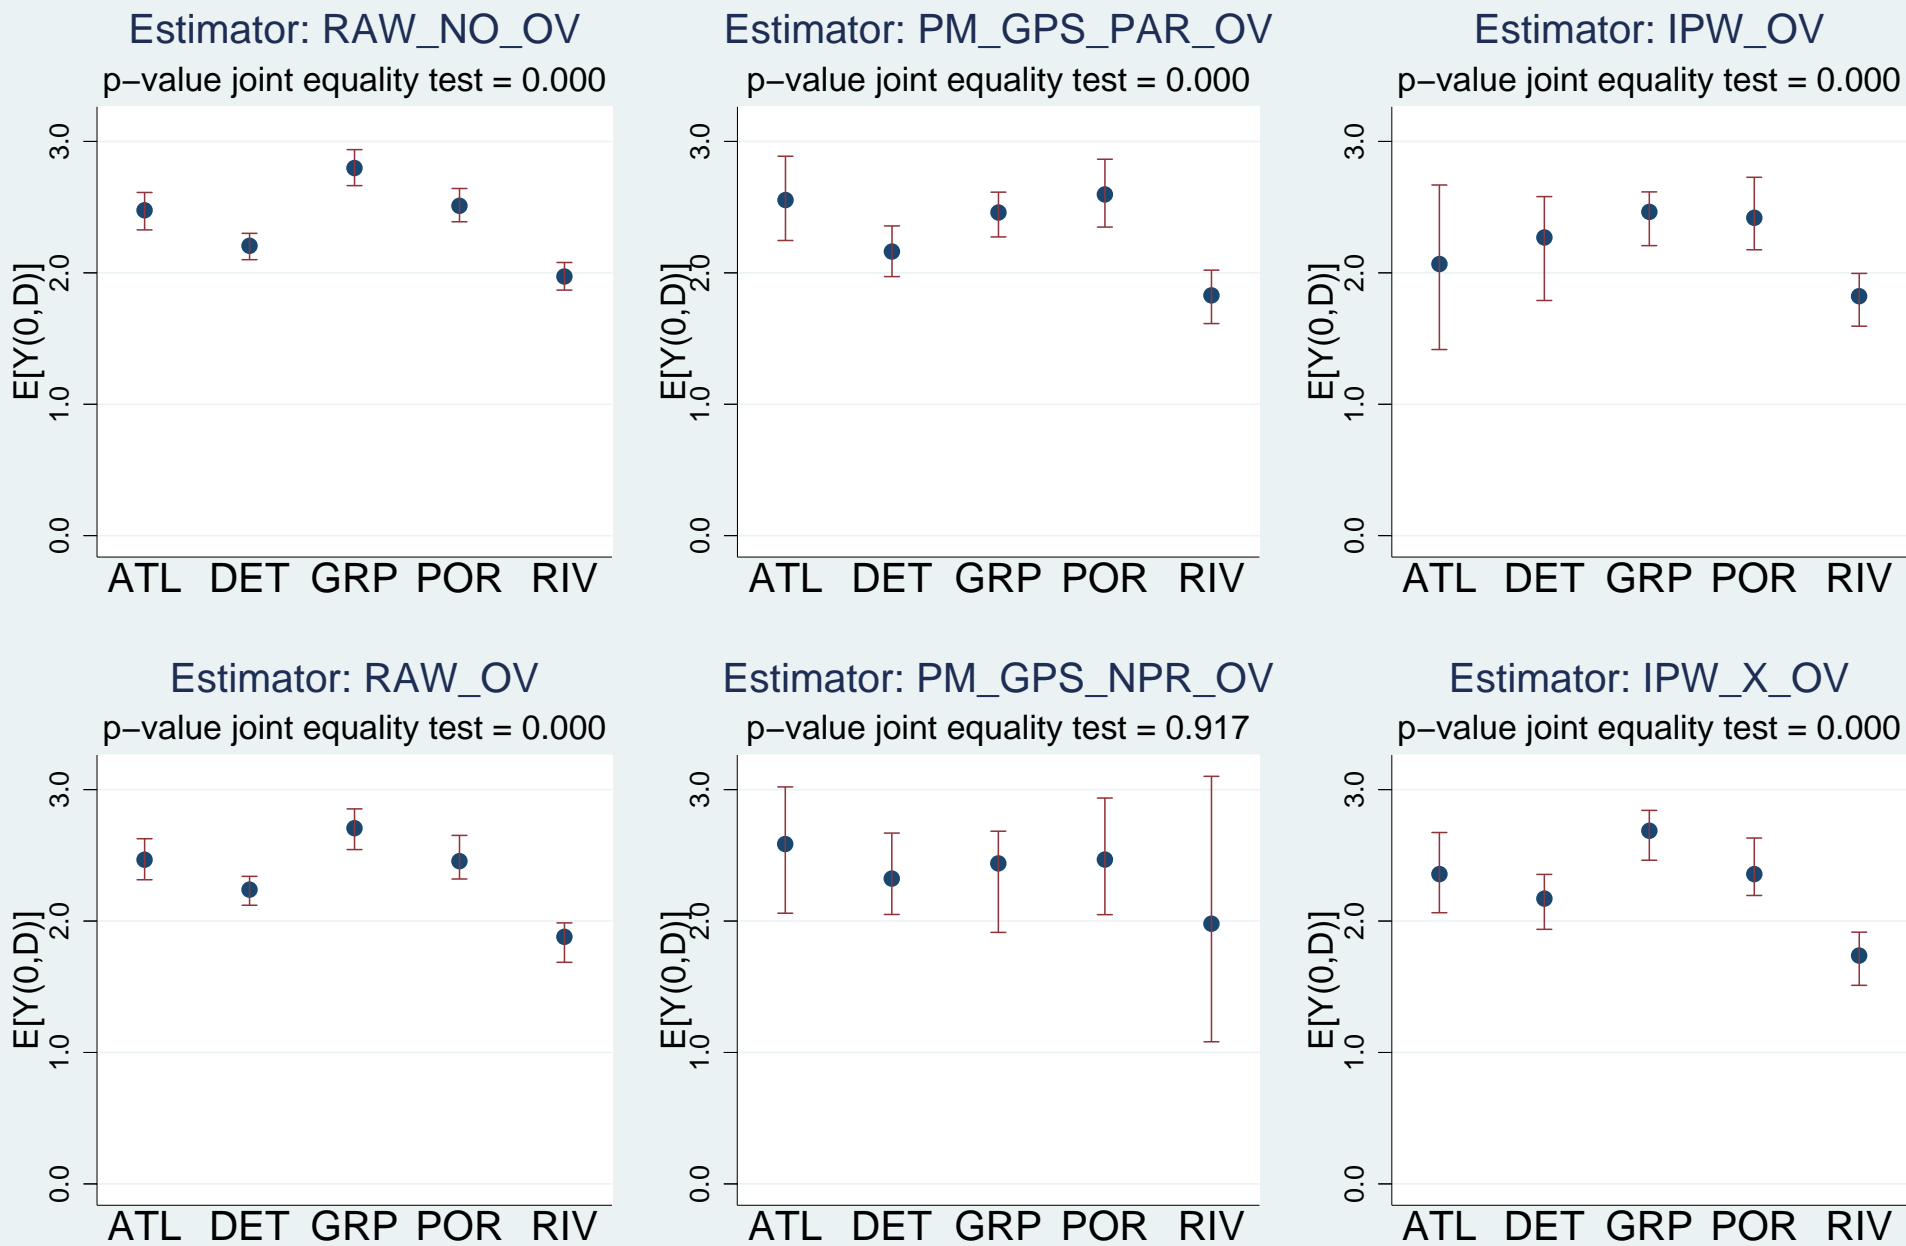 Estimator: RAW_NO_OV
p−value joint equality test = 0.000
E[Y(0,D)]
3.0
2.0
1.0
0.0
ATL DET GRP POR RIV
Estimator: PM_GPS_PAR_OV
p−value joint equality test = 0.000
E[Y(0,D)]
3.0
2.0
1.0
0.0
ATL DET GRP POR RIV
Estimator: IPW_OV
p−value joint equality test = 0.000
E[Y(0,D)]
3.0
2.0
1.0
0.0
ATL DET GRP POR RIV
Estimator: RAW_OV
p−value joint equality test = 0.000
E[Y(0,D)]
3.0
2.0
1.0
0.0
ATL DET GRP POR RIV
Estimator: PM_GPS_NPR_OV
p−value joint equality test = 0.917
E[Y(0,D)]
3.0
2.0
1.0
0.0
ATL DET GRP POR RIV
Estimator: IPW_X_OV
p−value joint equality test = 0.000
E[Y(0,D)]
3.0
2.0
1.0
0.0
ATL DET GRP POR RIV